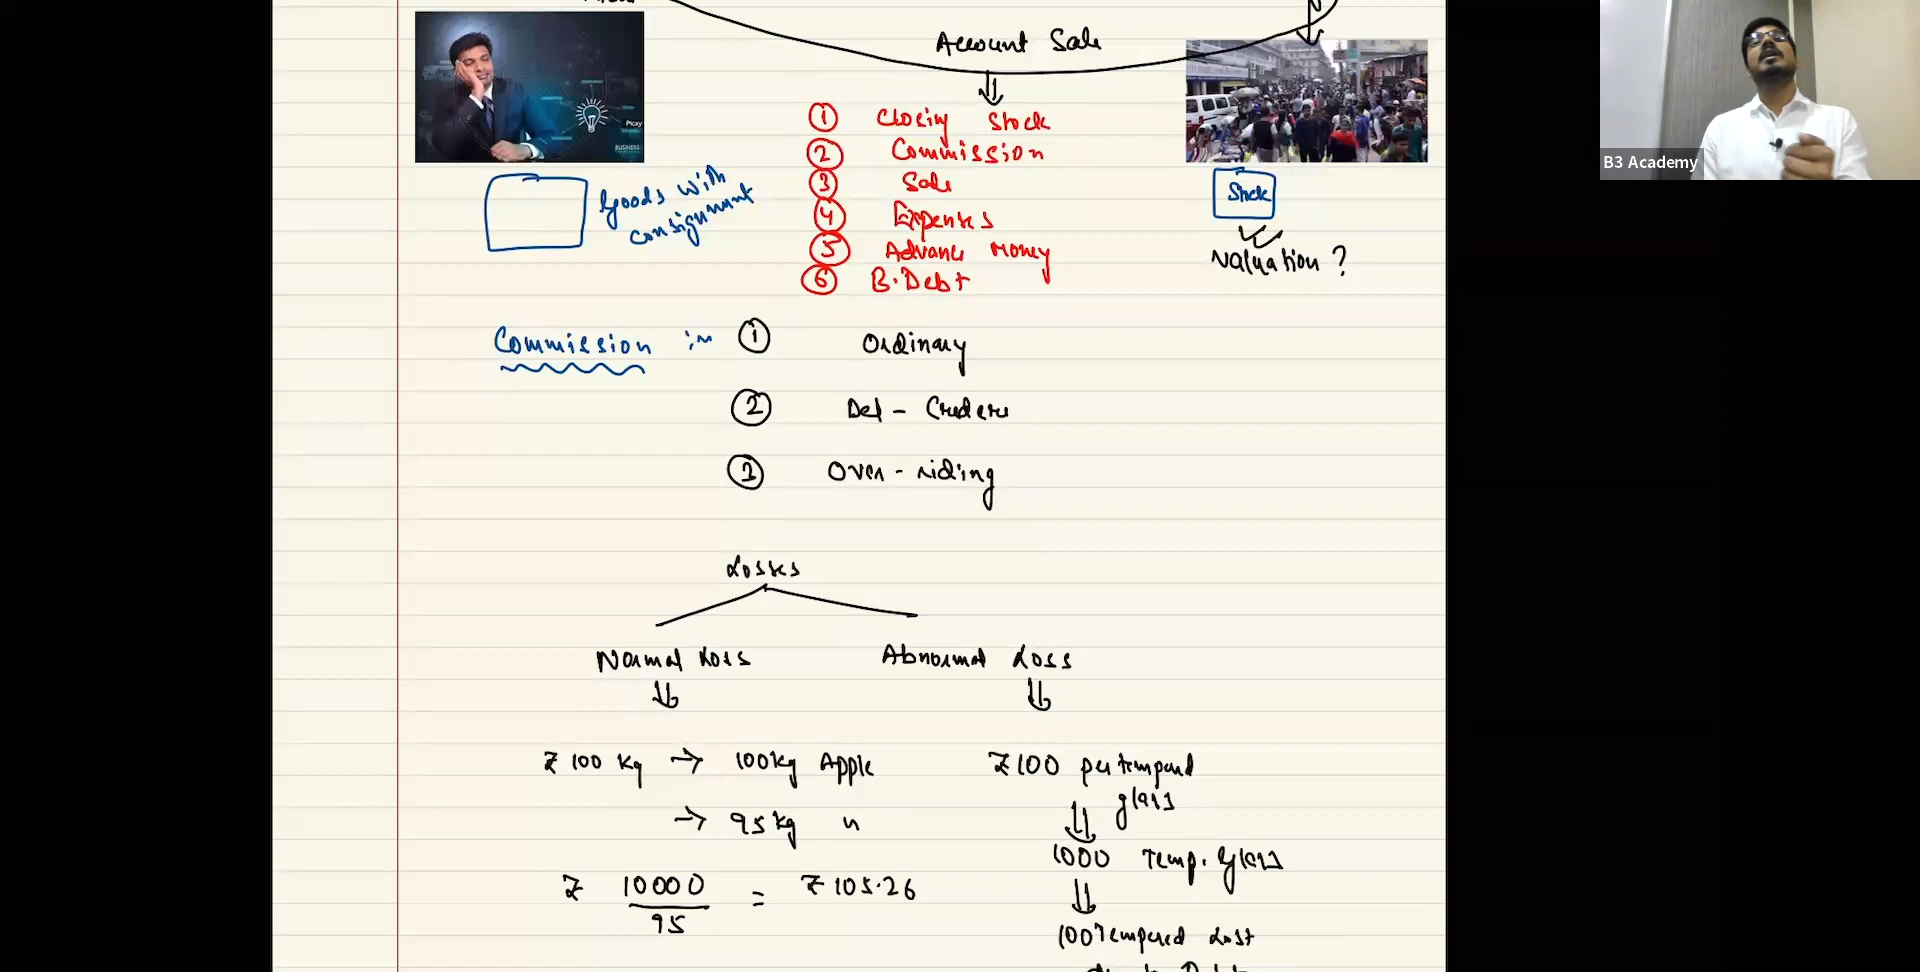 Account Sale
① Closing Stock
② Commission
③ Sale
④ Expenses
⑤ Advance Money
⑥ B.Debt
Goods with
consignment
Stock
Valuation ?
B3 Academy
Commission :~ ① Ordinary
② Del - Credere
③ Over - riding
Losses
Normal Loss
Abnormal Loss
₹ 100 Kg → 100kg Apple
→ 95kg "
₹ 10000 / 95 = ₹ 105.26
₹100 per tempered
glass
1000 Temp. Glass
100 Tempered Lost